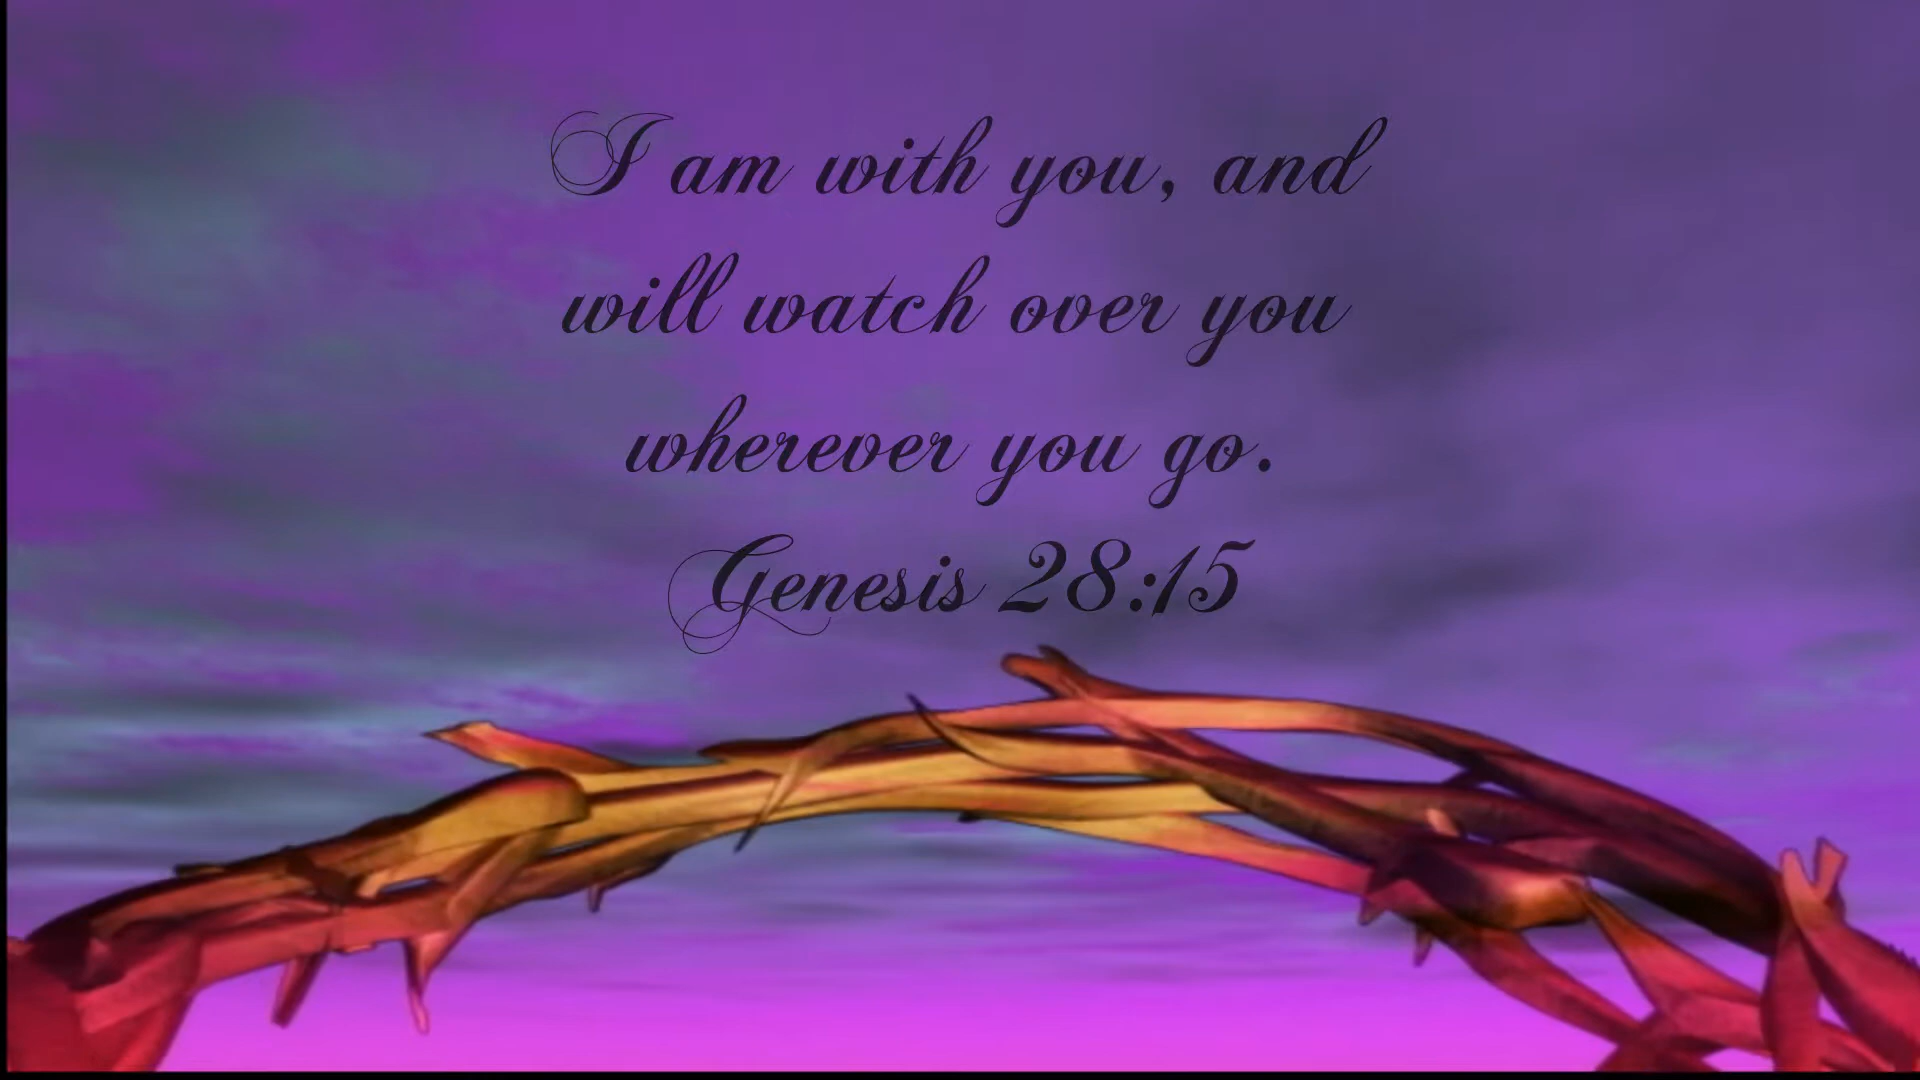 I am with you, and
will watch over you
wherever you go.
Genesis 28:15